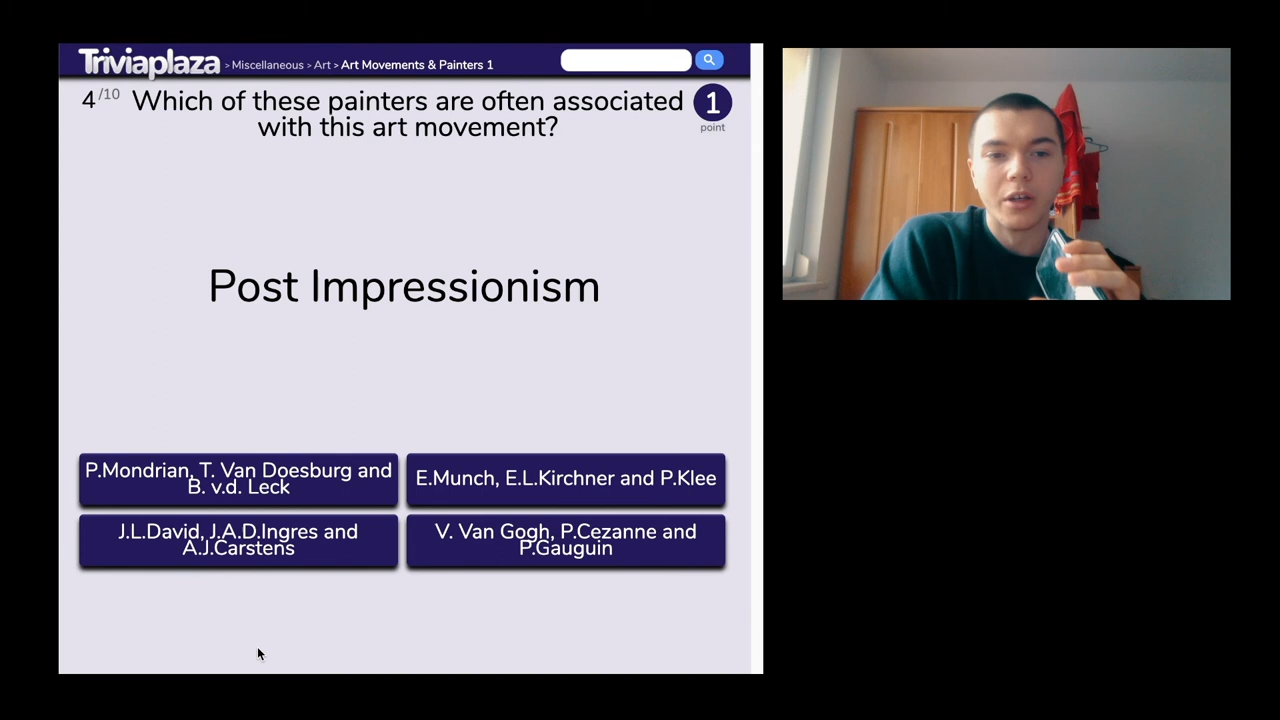 Triviaplaza > Miscellaneous > Art > Art Movements & Painters 1
4/10 Which of these painters are often associated
with this art movement?
1
point
Post Impressionism
P.Mondrian, T. Van Doesburg and
B. v.d. Leck
E.Munch, E.L.Kirchner and P.Klee
J.L.David, J.A.D.Ingres and
A.J.Carstens
V. Van Gogh, P.Cezanne and
P.Gauguin